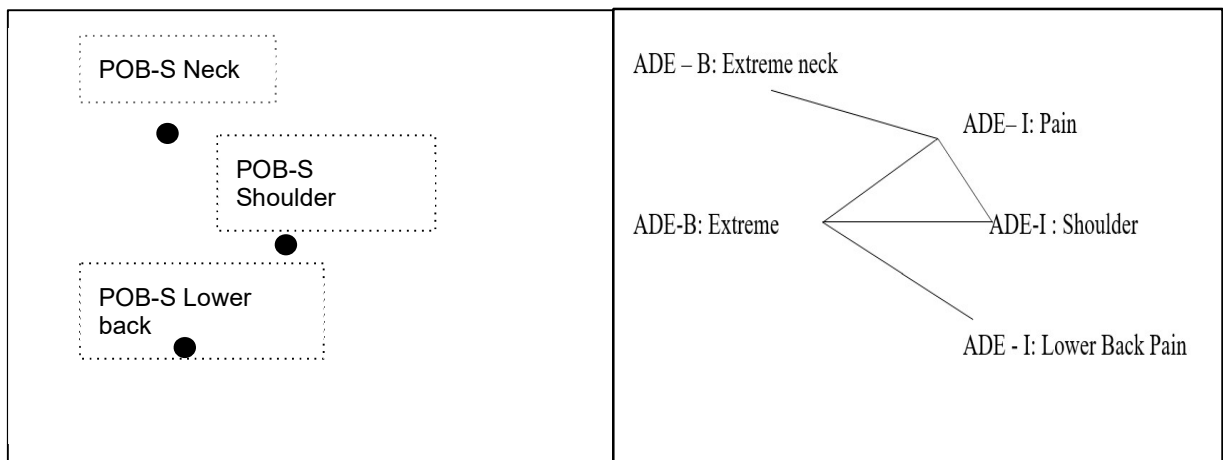 POB-S Neck
POB-S
Shoulder
POB-S Lower
back
ADE – B: Extreme neck
ADE– I: Pain
ADE-B: Extreme
ADE-I : Shoulder
ADE - I: Lower Back Pain